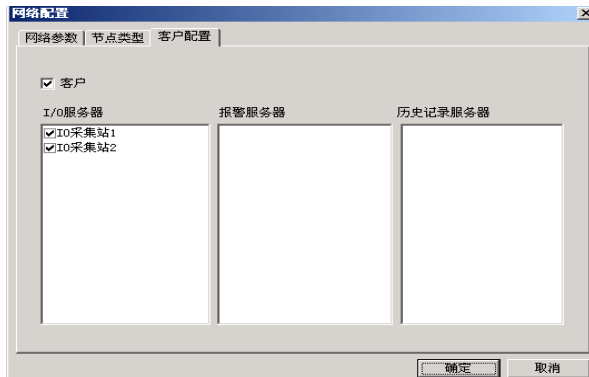 网络配置
网络参数 节点类型 客户配置
客户
I/O服务器 报警服务器 历史记录服务器
IO采集站1
IO采集站2
确定 取消